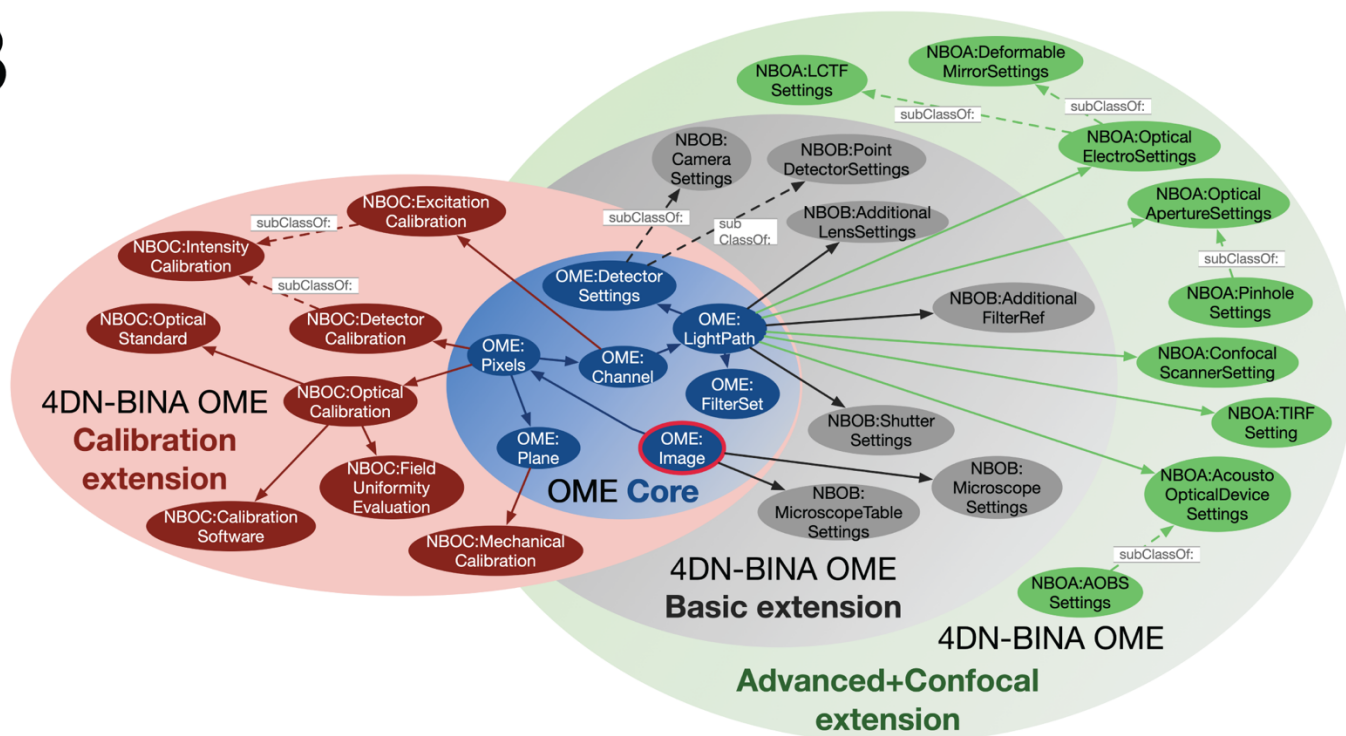 B
NBOA:LCTF
Settings
NBOA:Deformable
MirrorSettings
subClassOf:
subClassOf:
NBOA:Optical
ElectroSettings
NBOB:
Camera
Settings
NBOB:Point
DetectorSettings
NBOA:Optical
ApertureSettings
NBOC:Excitation
Calibration
subClassOf:
subClassOf:
sub
ClassOf:
NBOB:Additional
LensSettings
NBOC:Intensity
Calibration
subClassOf:
subClassOf:
OME:Detector
Settings
NBOA:Pinhole
Settings
NBOB:Additional
FilterRef
NBOC:Optical
Standard
NBOC:Detector
Calibration
OME:
LightPath
OME:
Pixels
OME:
Channel
NBOA:Confocal
ScannerSetting
OME:
FilterSet
NBOC:Optical
Calibration
4DN-BINA OME
Calibration
extension
NBOB:Shutter
Settings
NBOA:TIRF
Setting
OME:
Plane
OME:
Image
OME Core
NBOC:Field
Uniformity
Evaluation
NBOB:
Microscope
Settings
NBOA:Acousto
OpticalDevice
Settings
NBOB:
MicroscopeTable
Settings
NBOC:Calibration
Software
NBOC:Mechanical
Calibration
subClassOf:
4DN-BINA OME
Basic extension
NBOA:AOBS
Settings
4DN-BINA OME
Advanced+Confocal
extension